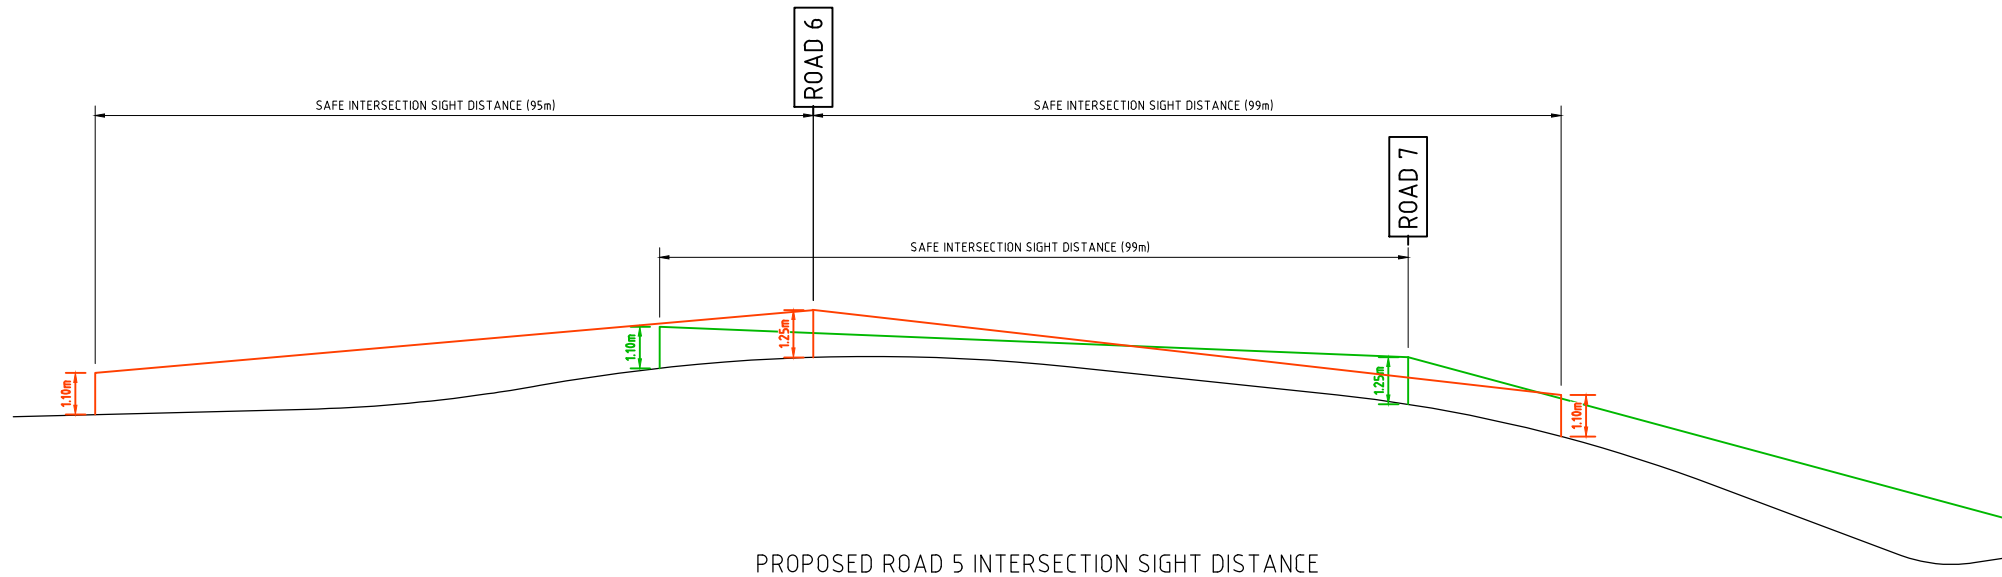 ROAD 6
SAFE INTERSECTION SIGHT DISTANCE (95m)
SAFE INTERSECTION SIGHT DISTANCE (99m)
ROAD 7
SAFE INTERSECTION SIGHT DISTANCE (99m)
1.10m
1.10m
1.25m
1.25m
1.10m
PROPOSED ROAD 5 INTERSECTION SIGHT DISTANCE